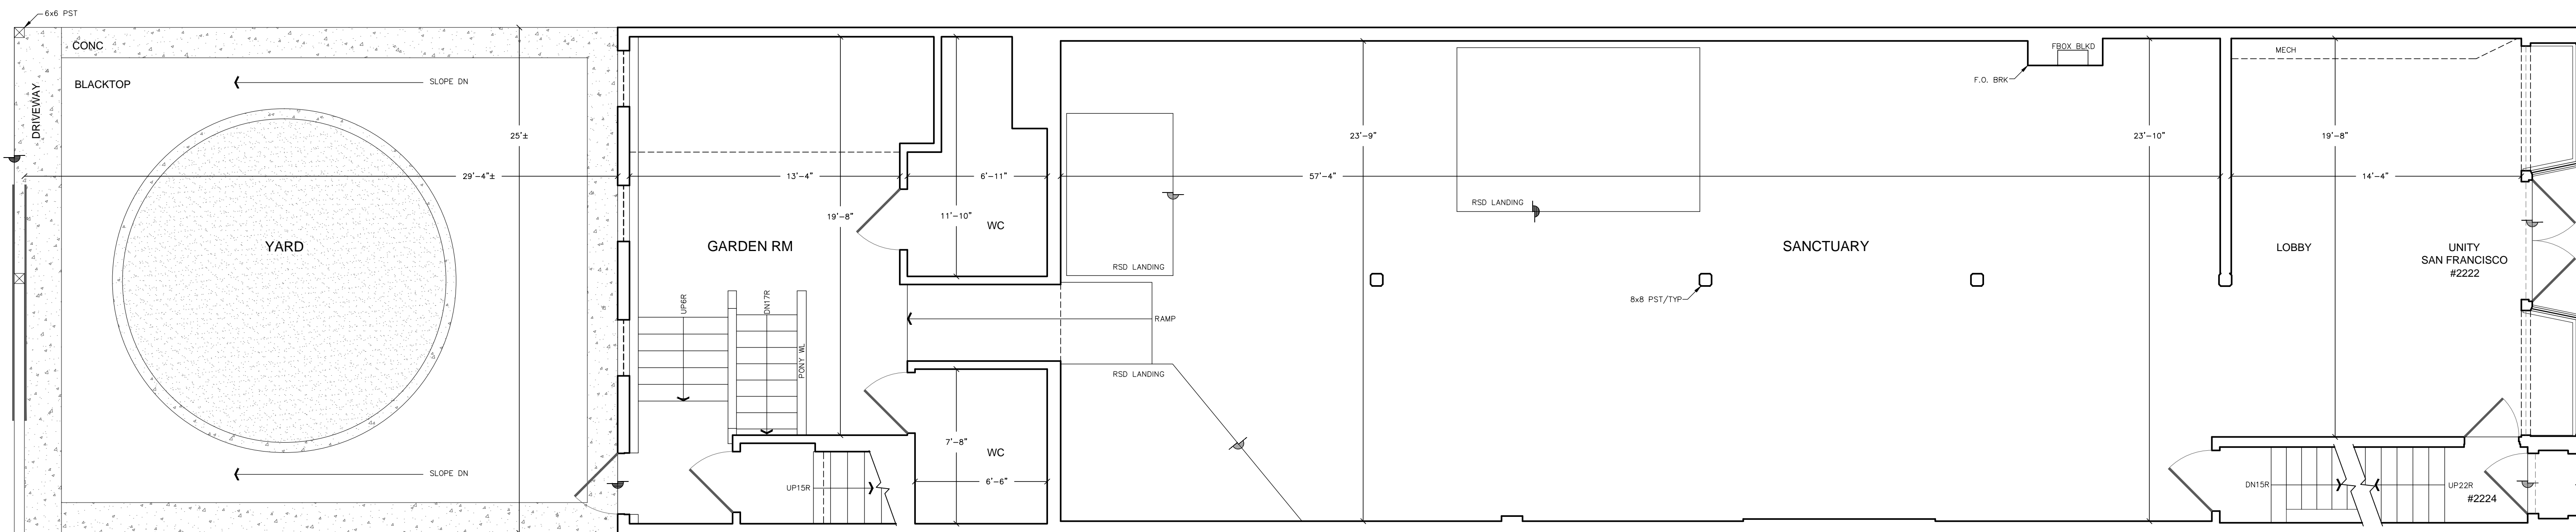 6x6 PST
CONC
BLACKTOP
DRIVEWAY
SLOPE DN
25'±
29'-4"±
YARD
SLOPE DN
13'-4"
19'-8"
GARDEN RM
UP6R
DN17R
PONY WL
UP15R
6'-11"
11'-10"
WC
7'-8"
WC
6'-6"
RSD LANDING
RAMP
RSD LANDING
23'-9"
57'-4"
RSD LANDING
SANCTUARY
8x8 PST/TYP
FBOX BLKD
F.O. BRK
23'-10"
MECH
19'-8"
14'-4"
LOBBY
UNITY
SAN FRANCISCO
#2222
DN15R
UP22R
#2224